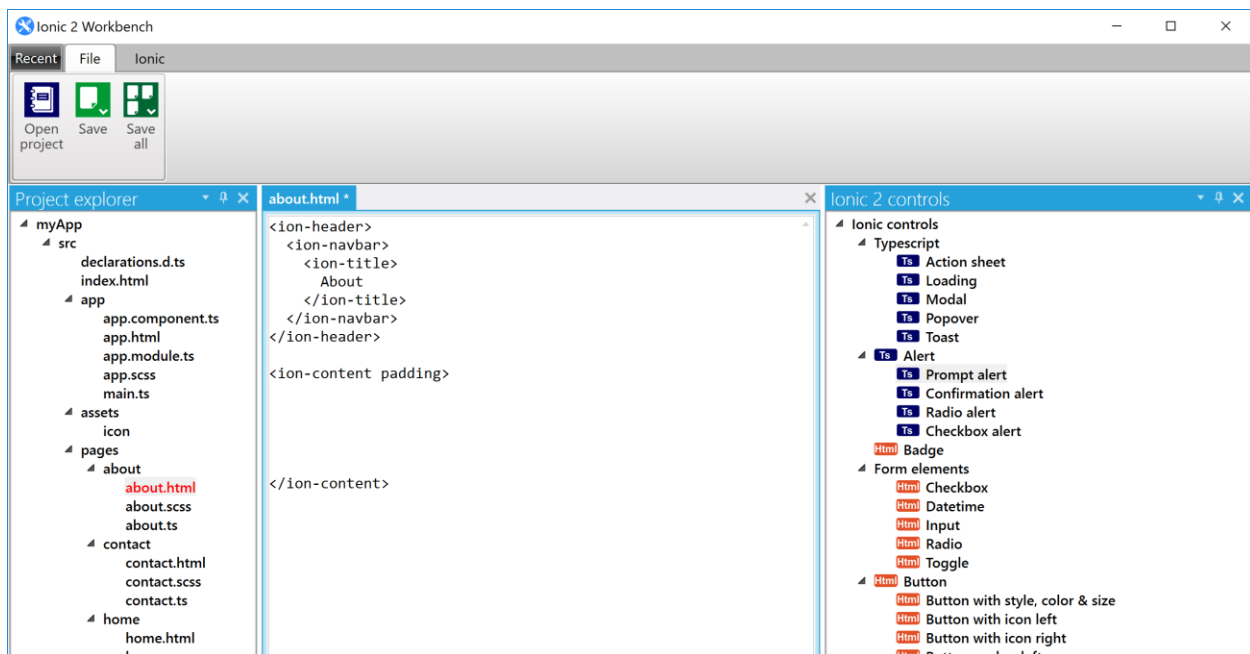 Ionic 2 Workbench
Recent File Ionic
Open project
Save
Save all
Project explorer
myApp
src
declarations.d.ts
index.html
app
app.component.ts
app.html
app.module.ts
app.scss
main.ts
assets
icon
pages
about
about.html
about.scss
about.ts
contact
contact.html
contact.scss
contact.ts
home
home.html
about.html *
<ion-header>
  <ion-navbar>
    <ion-title>
      About
    </ion-title>
  </ion-navbar>
</ion-header>
<ion-content padding>
</ion-content>
Ionic 2 controls
Ionic controls
Typescript
Ts Action sheet
Ts Loading
Ts Modal
Ts Popover
Ts Toast
Ts Alert
Ts Prompt alert
Ts Confirmation alert
Ts Radio alert
Ts Checkbox alert
Html Badge
Form elements
Html Checkbox
Html Datetime
Html Input
Html Radio
Html Toggle
Html Button
Html Button with style, color & size
Html Button with icon left
Html Button with icon right